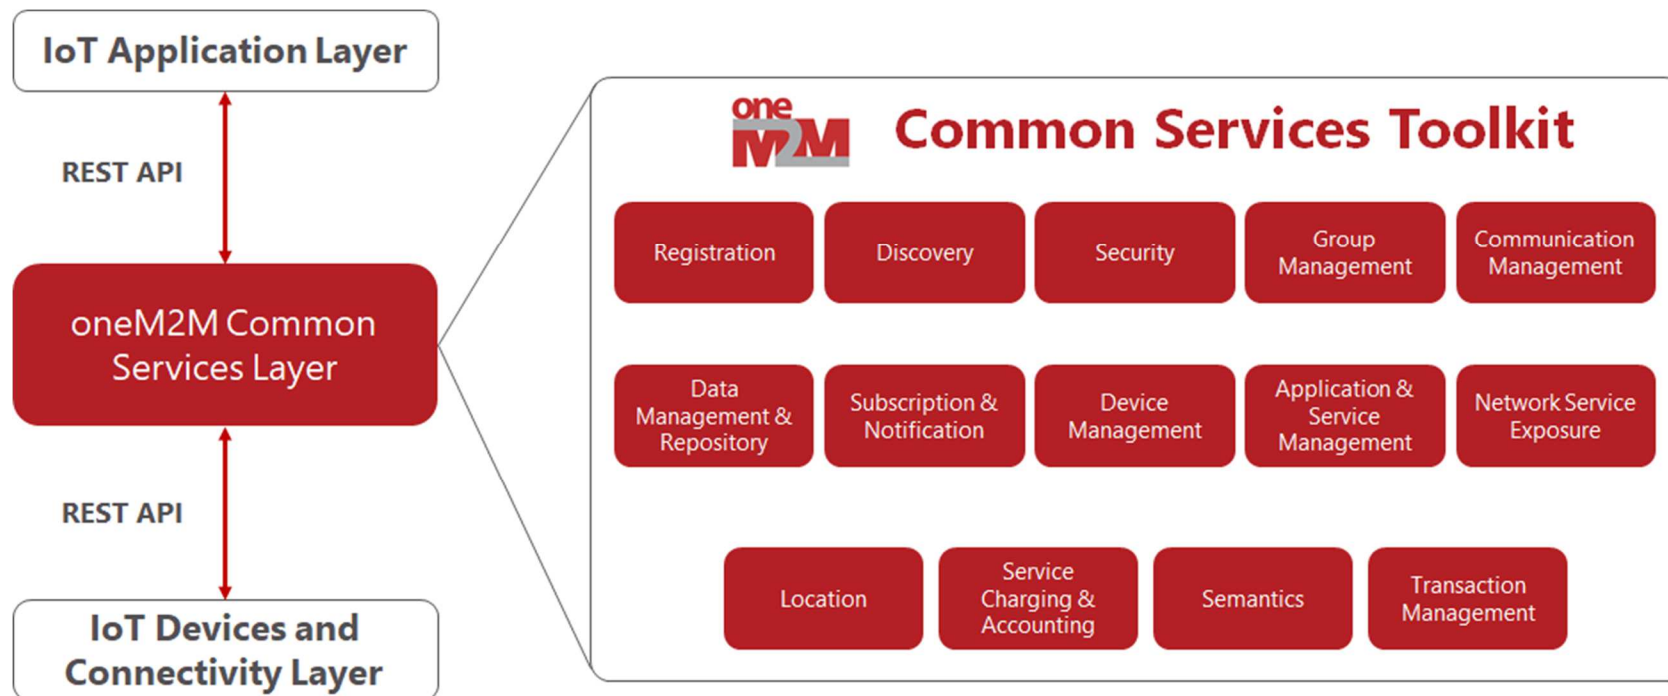 IoT Application Layer
REST API
oneM2M Common
Services Layer
REST API
IoT Devices and
Connectivity Layer
one
M2M
Common Services Toolkit
Registration
Discovery
Security
Group
Management
Communication
Management
Data
Management &
Repository
Subscription &
Notification
Device
Management
Application &
Service
Management
Network Service
Exposure
Location
Service
Charging &
Accounting
Semantics
Transaction
Management